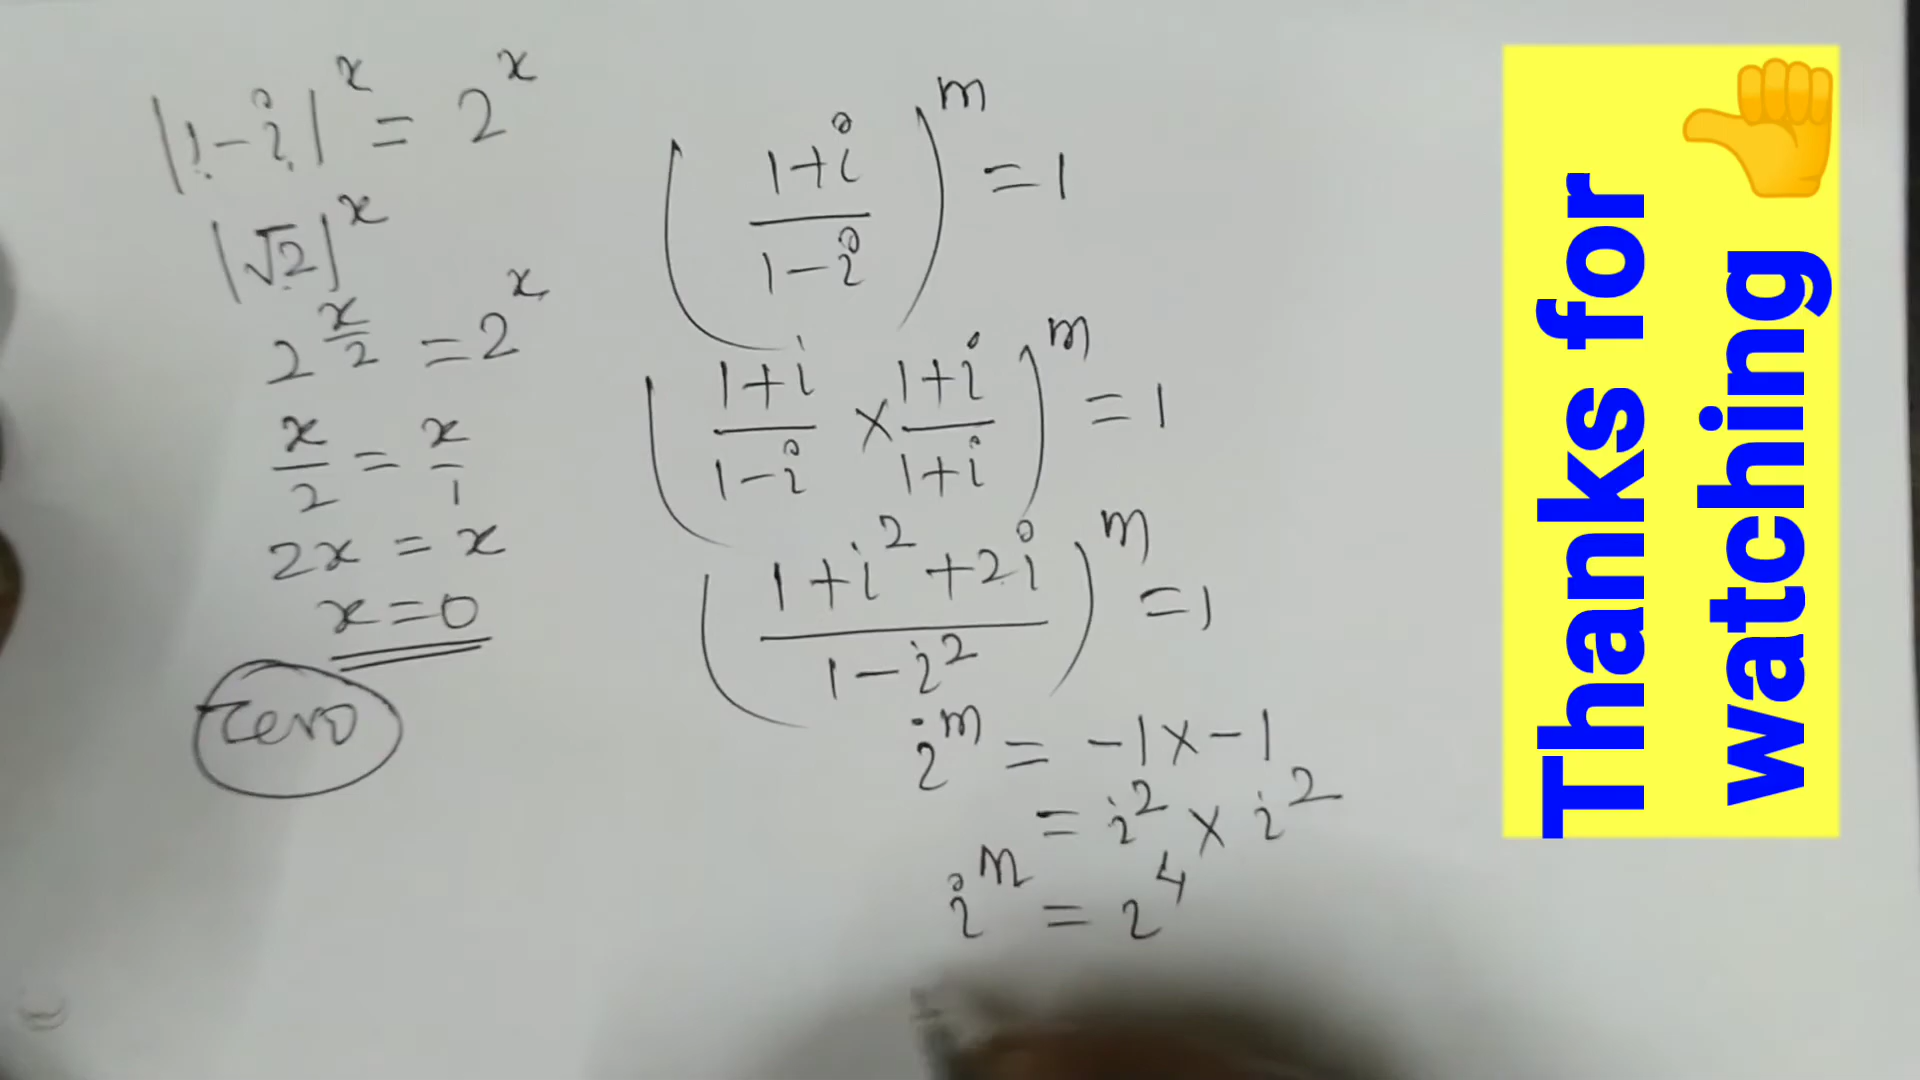 |1-i|^x = 2^x
|√2|^x
2^(x/2) = 2^x
x/2 = x/1
2x = x
x = 0
Zero
((1+i)/(1-i))^m = 1
((1+i)/(1-i) × (1+i)/(1+i))^m = 1
((1+i^2+2i)/(1-i^2))^m = 1
i^m = -1 × -1
= i^2 × i^2
i^m = i^4
Thanks for
watching 👍